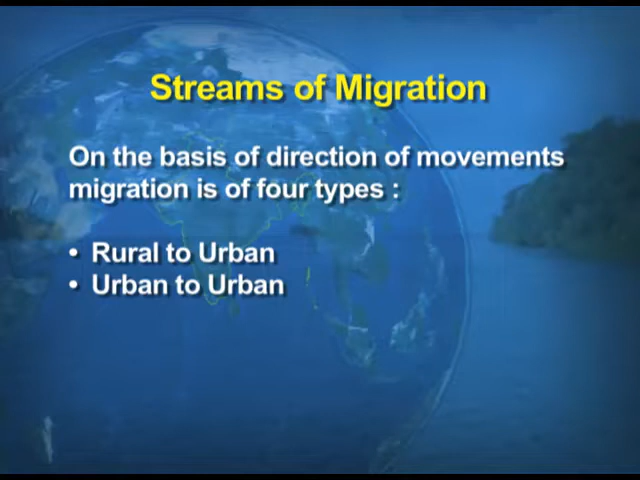 Streams of Migration
On the basis of direction of movements
migration is of four types :
• Rural to Urban
• Urban to Urban